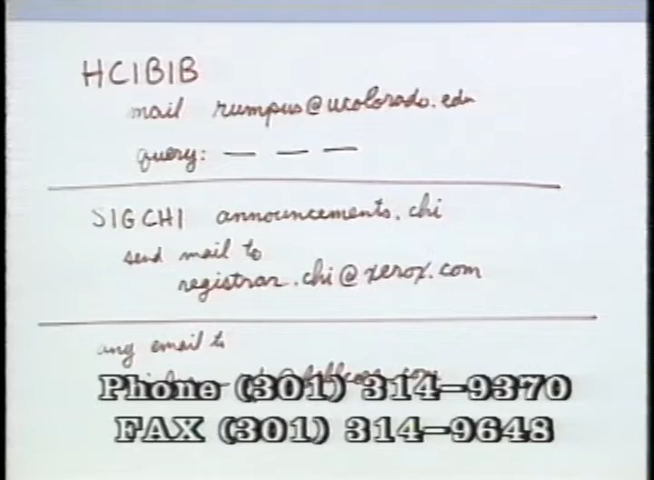 HCIBIB
mail rumpus@ucolorado.edu
query: — — —
SIGCHI announcements.chi
send mail to
registrar.chi@xerox.com
any email to
Phone (301) 314-9370
FAX (301) 314-9648